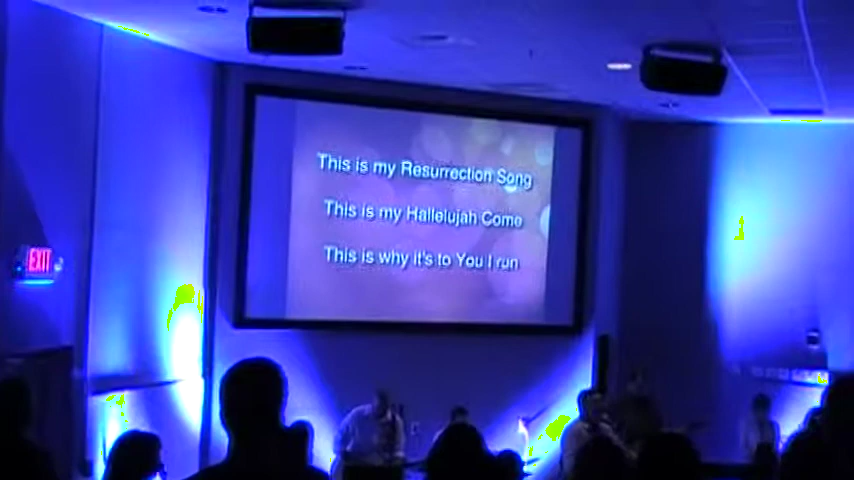 This is my Resurrection Song
This is my Hallelujah Come
This is why it's to You I run
EXIT